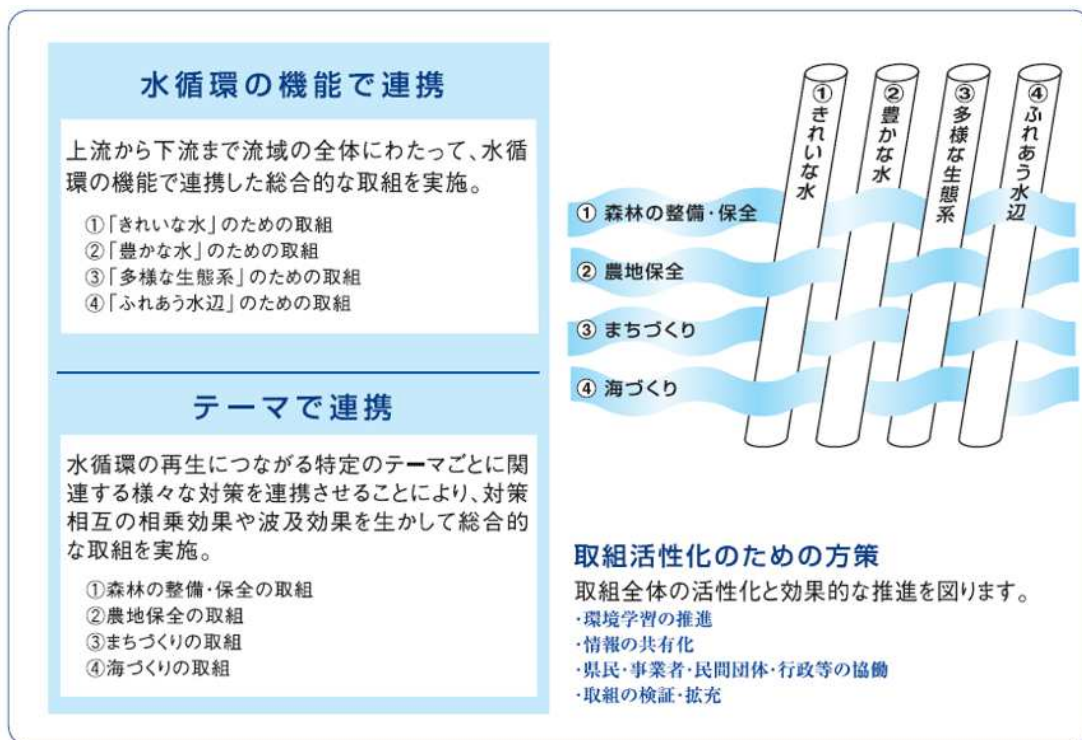 水循環の機能で連携
上流から下流まで流域の全体にわたって、水循
環の機能で連携した総合的な取組を実施。
①「きれいな水」のための取組
②「豊かな水」のための取組
③「多様な生態系」のための取組
④「ふれあう水辺」のための取組
テーマで連携
水循環の再生につながる特定のテーマごとに関
連する様々な対策を連携させることにより、対策
相互の相乗効果や波及効果を生かして総合的
な取組を実施。
①森林の整備・保全の取組
②農地保全の取組
③まちづくりの取組
④海づくりの取組
①きれいな水
②豊かな水
③多様な生態系
④ふれあう水辺
① 森林の整備・保全
② 農地保全
③ まちづくり
④ 海づくり
取組活性化のための方策
取組全体の活性化と効果的な推進を図ります。
・環境学習の推進
・情報の共有化
・県民・事業者・民間団体・行政等の協働
・取組の検証・拡充